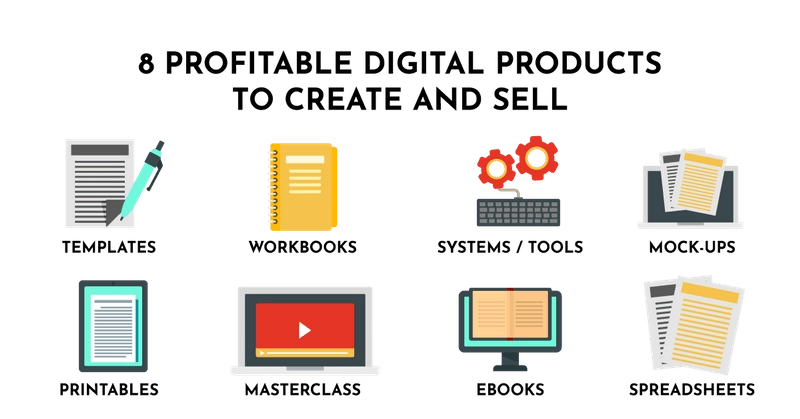 8 PROFITABLE DIGITAL PRODUCTS
TO CREATE AND SELL
TEMPLATES
WORKBOOKS
SYSTEMS / TOOLS
MOCK-UPS
PRINTABLES
MASTERCLASS
EBOOKS
SPREADSHEETS